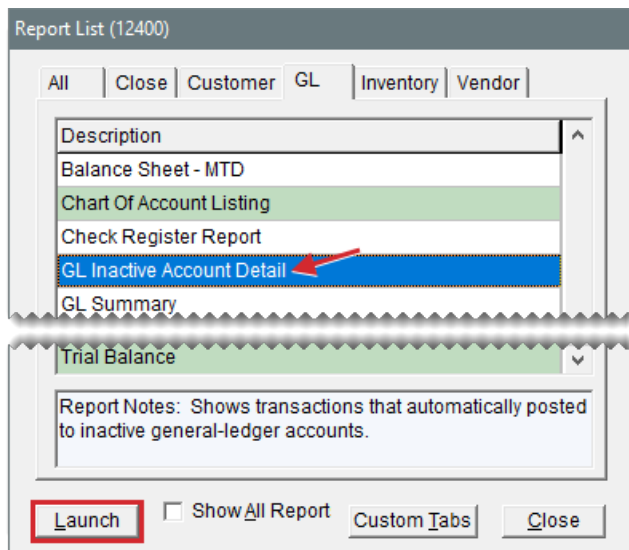 Report List (12400)
All Close Customer GL Inventory Vendor
Description
Balance Sheet - MTD
Chart Of Account Listing
Check Register Report
GL Inactive Account Detail
GL Summary
Trial Balance
Report Notes:  Shows transactions that automatically posted
to inactive general-ledger accounts.
Launch Show All Report Custom Tabs Close